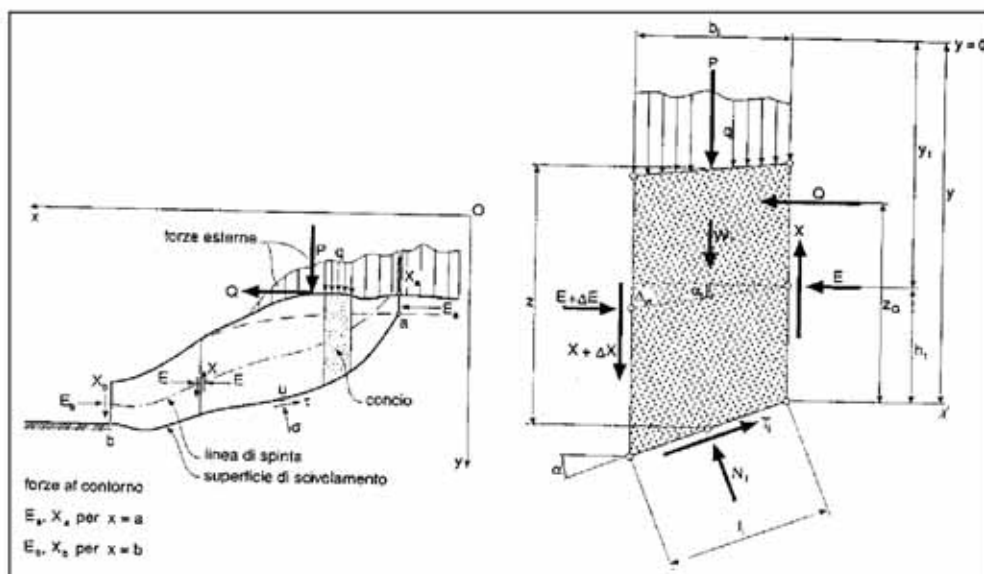 x
O
forze esterne
P
q
Q
X a
E a
a
X b
E
X
E
E b
b
u
τ
σ
concio
linea di spinta
superficie di scivolamento
y
forze al contorno
E a, X a per x = a
E b, X b per x = b
b i
y = 0
P
q
y t
y
Q
W i
X
z
E+ΔE
E
z Q
X + ΔX
h t
α
T i
N i
l i